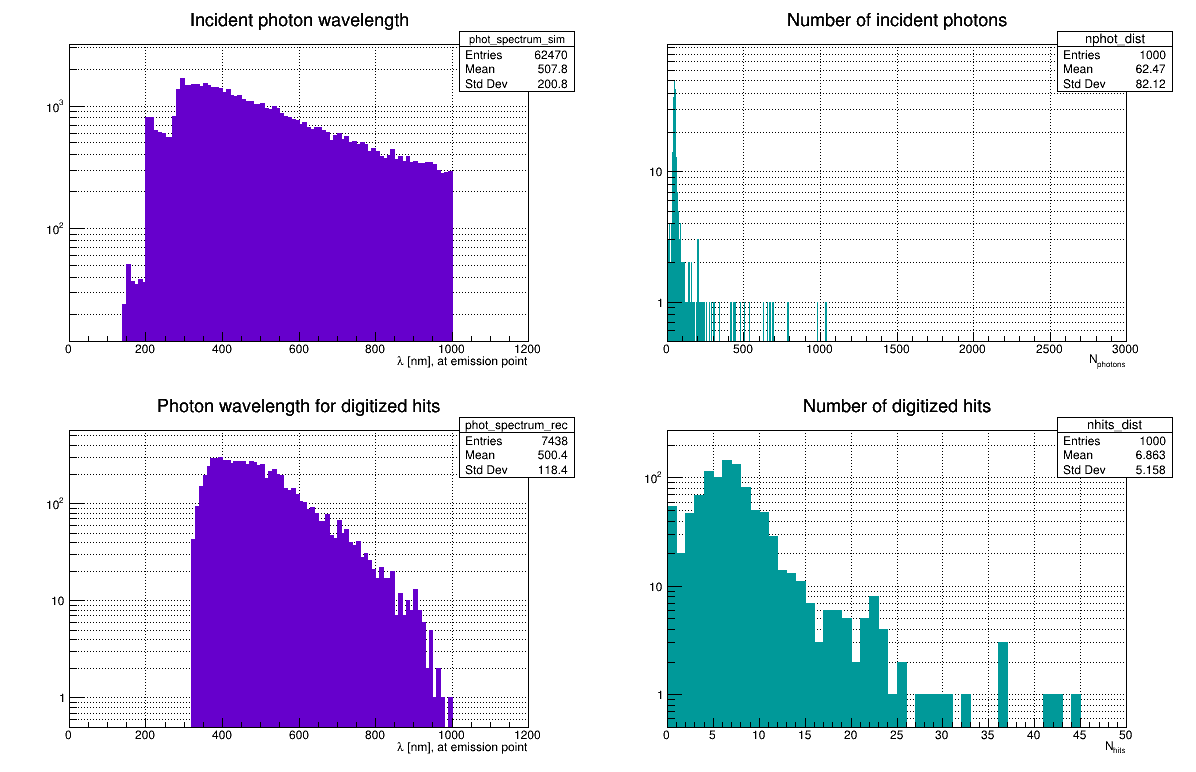 Incident photon wavelength
phot_spectrum_sim
Entries 62470
Mean 507.8
Std Dev 200.8
10³
10²
0 200 400 600 800 1000 1200
λ [nm], at emission point
Number of incident photons
nphot_dist
Entries 1000
Mean 62.47
Std Dev 82.12
10
1
0 500 1000 1500 2000 2500 3000
N_photons
Photon wavelength for digitized hits
phot_spectrum_rec
Entries 7438
Mean 500.4
Std Dev 118.4
10²
10
1
0 200 400 600 800 1000 1200
λ [nm], at emission point
Number of digitized hits
nhits_dist
Entries 1000
Mean 6.863
Std Dev 5.158
10²
10
1
0 5 10 15 20 25 30 35 40 45 50
N_hits